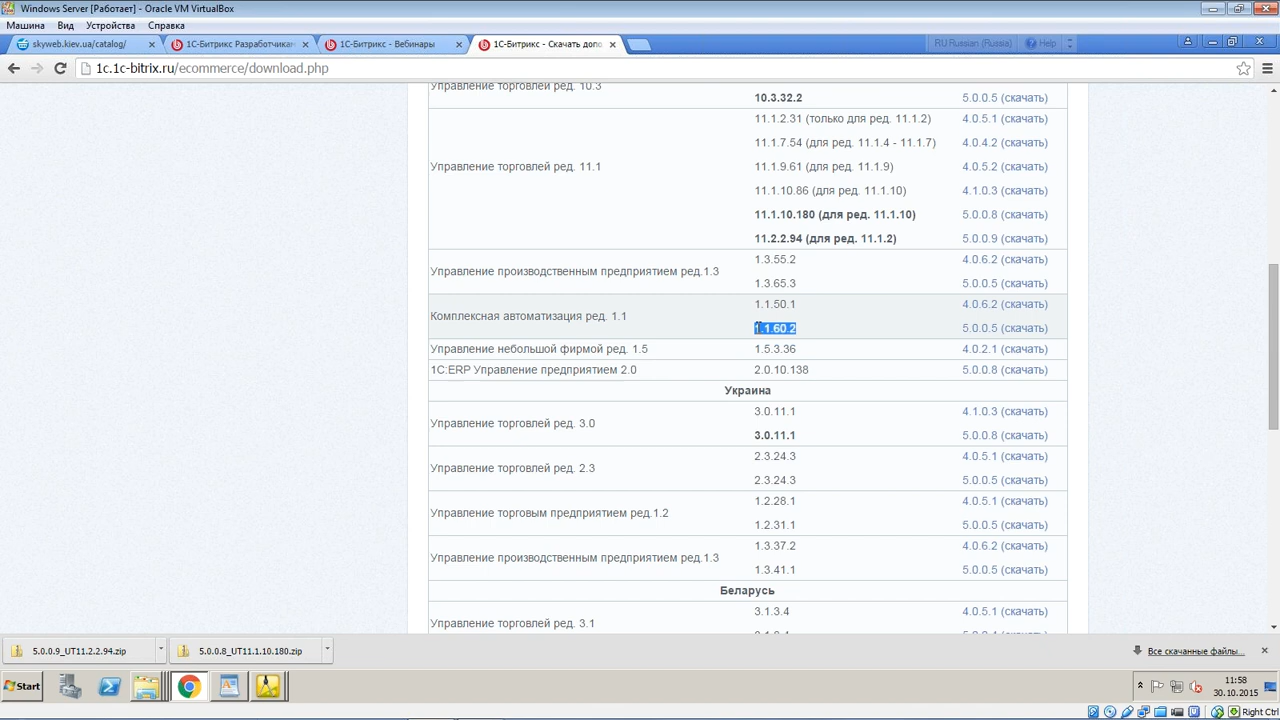 Windows Server [Работает] - Oracle VM VirtualBox
Машина Вид Устройства Справка
skyweb.kiev.ua/catalog/ 1С-Битрикс Разработчикам 1С-Битрикс - Вебинары 1С-Битрикс - Скачать допо RU Russian (Russia) Help
1c.1c-bitrix.ru/ecommerce/download.php
Управление торговлей ред. 10.3
10.3.32.2 5.0.0.5 (скачать)
11.1.2.31 (только для ред. 11.1.2) 4.0.5.1 (скачать)
11.1.7.54 (для ред. 11.1.4 - 11.1.7) 4.0.4.2 (скачать)
Управление торговлей ред. 11.1 11.1.9.61 (для ред. 11.1.9) 4.0.5.2 (скачать)
11.1.10.86 (для ред. 11.1.10) 4.1.0.3 (скачать)
11.1.10.180 (для ред. 11.1.10) 5.0.0.8 (скачать)
11.2.2.94 (для ред. 11.1.2) 5.0.0.9 (скачать)
1.3.55.2 4.0.6.2 (скачать)
Управление производственным предприятием ред.1.3
1.3.65.3 5.0.0.5 (скачать)
1.1.50.1 4.0.6.2 (скачать)
Комплексная автоматизация ред. 1.1
1.1.60.2 5.0.0.5 (скачать)
Управление небольшой фирмой ред. 1.5 1.5.3.36 4.0.2.1 (скачать)
1С:ERP Управление предприятием 2.0 2.0.10.138 5.0.0.8 (скачать)
Украина
3.0.11.1 4.1.0.3 (скачать)
Управление торговлей ред. 3.0
3.0.11.1 5.0.0.8 (скачать)
2.3.24.3 4.0.5.1 (скачать)
Управление торговлей ред. 2.3
2.3.24.3 5.0.0.5 (скачать)
1.2.28.1 4.0.5.1 (скачать)
Управление торговым предприятием ред.1.2
1.2.31.1 5.0.0.5 (скачать)
1.3.37.2 4.0.6.2 (скачать)
Управление производственным предприятием ред.1.3
1.3.41.1 5.0.0.5 (скачать)
Беларусь
3.1.3.4 4.0.5.1 (скачать)
Управление торговлей ред. 3.1
5.0.0.9_UT11.2.2.94.zip 5.0.0.8_UT11.1.10.180.zip Все скачанные файлы...
Start 11:58
30.10.2015
Right Ctrl